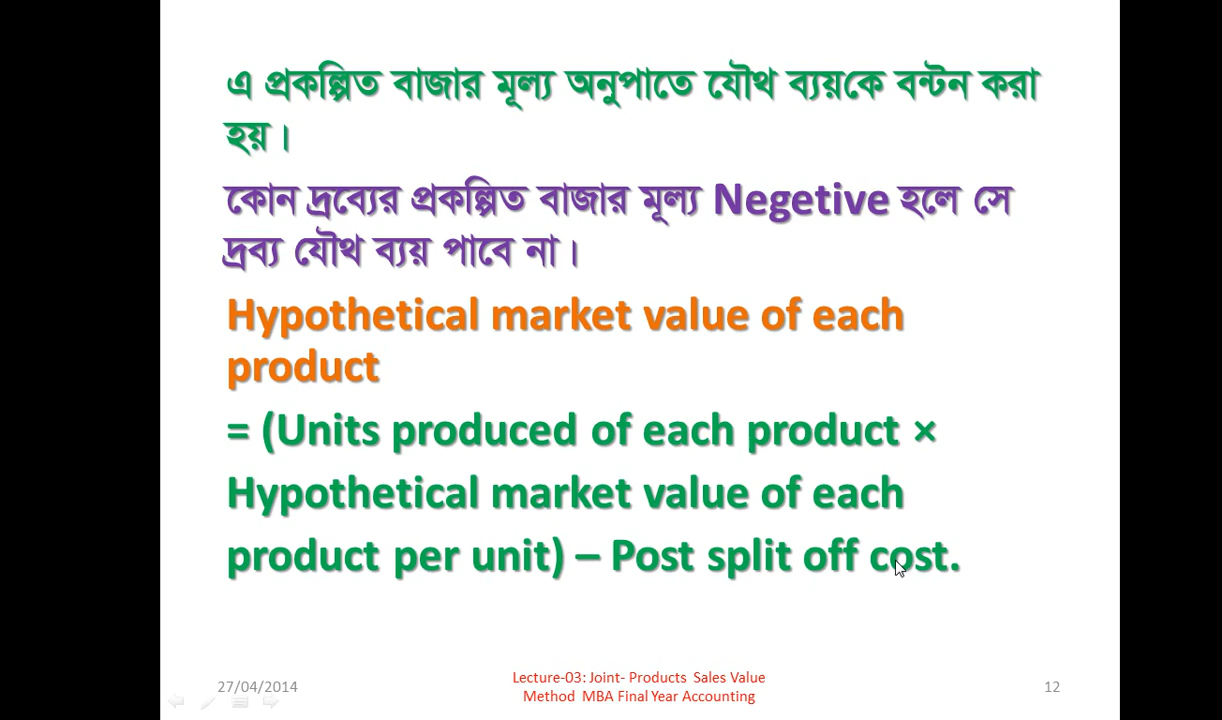 এ প্রকল্পিত বাজার মূল্য অনুপাতে যৌথ ব্যয়কে বন্টন করা
হয়।
কোন দ্রব্যের প্রকল্পিত বাজার মূল্য Negetive হলে সে
দ্রব্য যৌথ ব্যয় পাবে না।
Hypothetical market value of each
product
= (Units produced of each product ×
Hypothetical market value of each
product per unit) – Post split off cost.
27/04/2014
Lecture-03: Joint- Products Sales Value
Method MBA Final Year Accounting
12